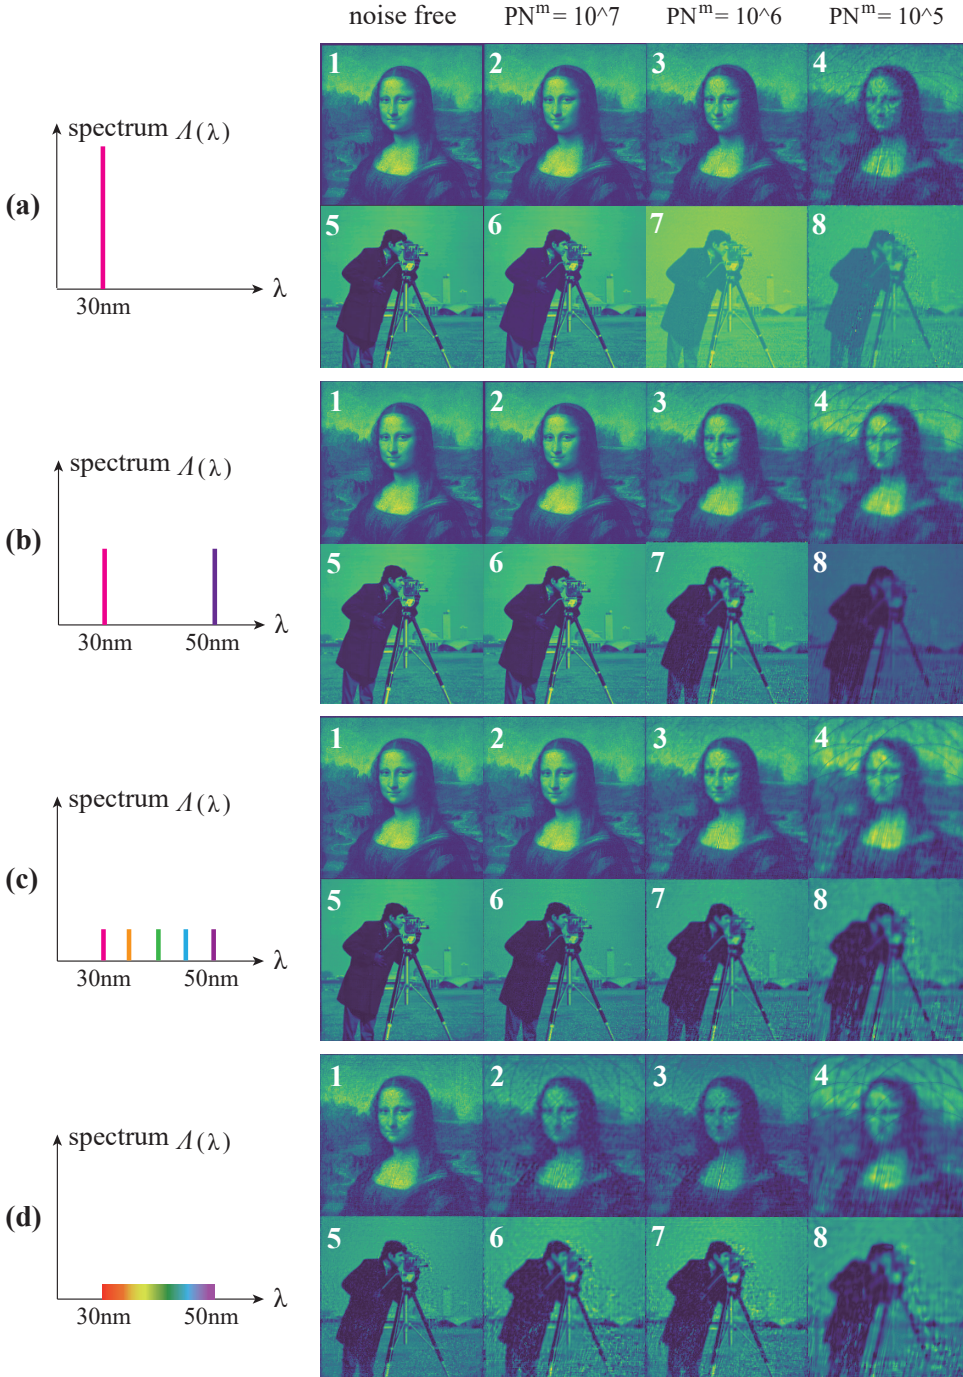 noise free PN^m = 10^7 PN^m = 10^6 PN^m = 10^5
1 2 3 4
spectrum Λ(λ)
(a)
5 6 7 8
λ
30nm
1 2 3 4
spectrum Λ(λ)
(b)
5 6 7 8
λ
30nm 50nm
1 2 3 4
spectrum Λ(λ)
(c)
5 6 7 8
λ
30nm 50nm
1 2 3 4
spectrum Λ(λ)
(d)
5 6 7 8
λ
30nm 50nm